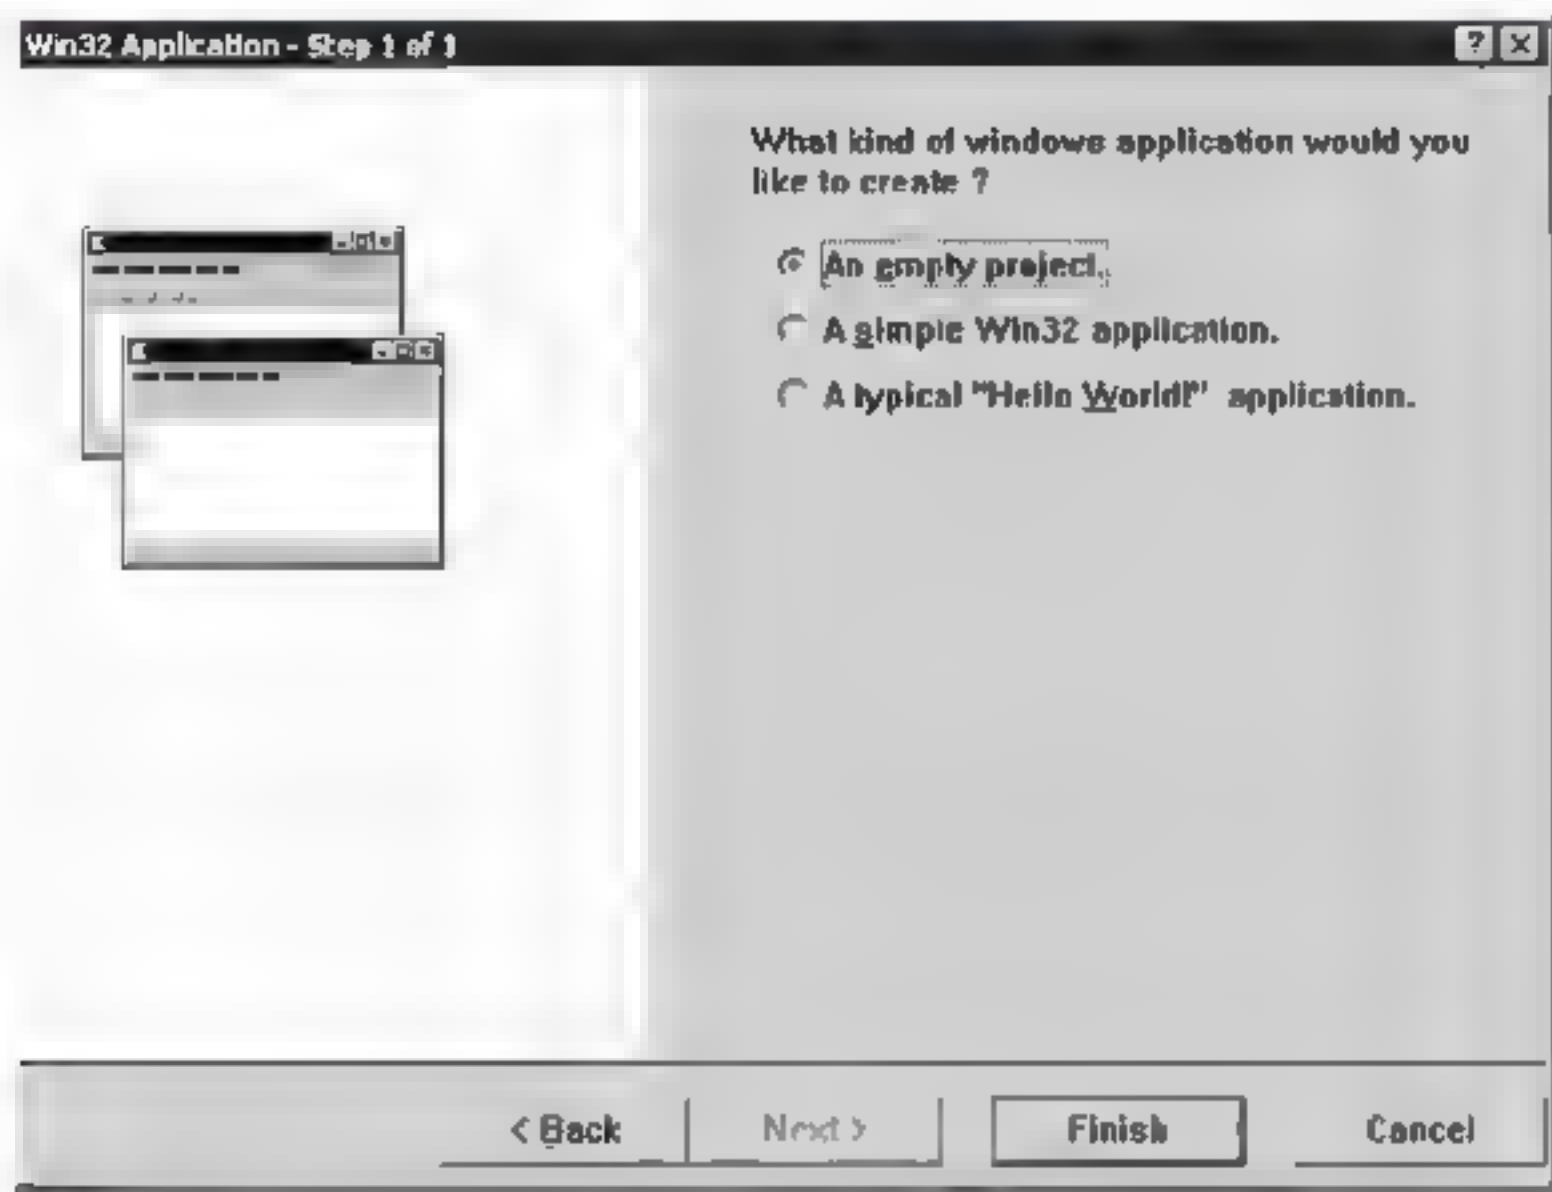 Win32 Application - Step 1 of 1
What kind of windows application would you
like to create ?
An empty project.
A simple Win32 application.
A typical "Hello World!" application.
< Back Next > Finish Cancel